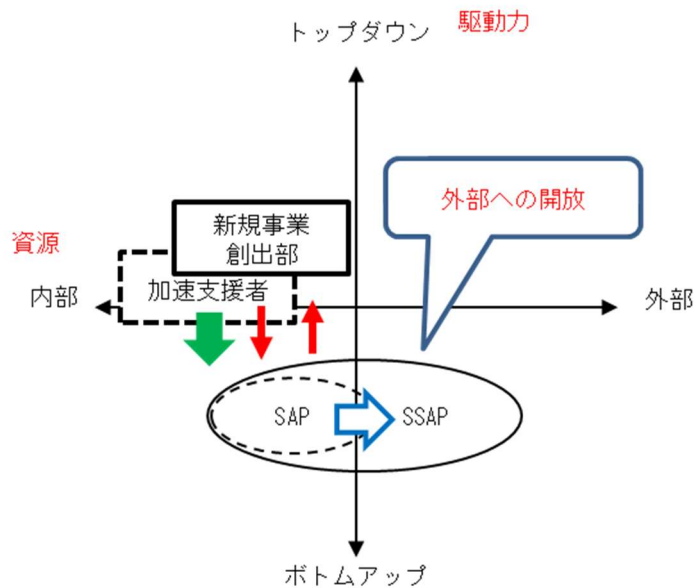 駆動力
トップダウン
外部への開放
新規事業
創出部
資源
加速支援者
内部
外部
SAP
SSAP
ボトムアップ